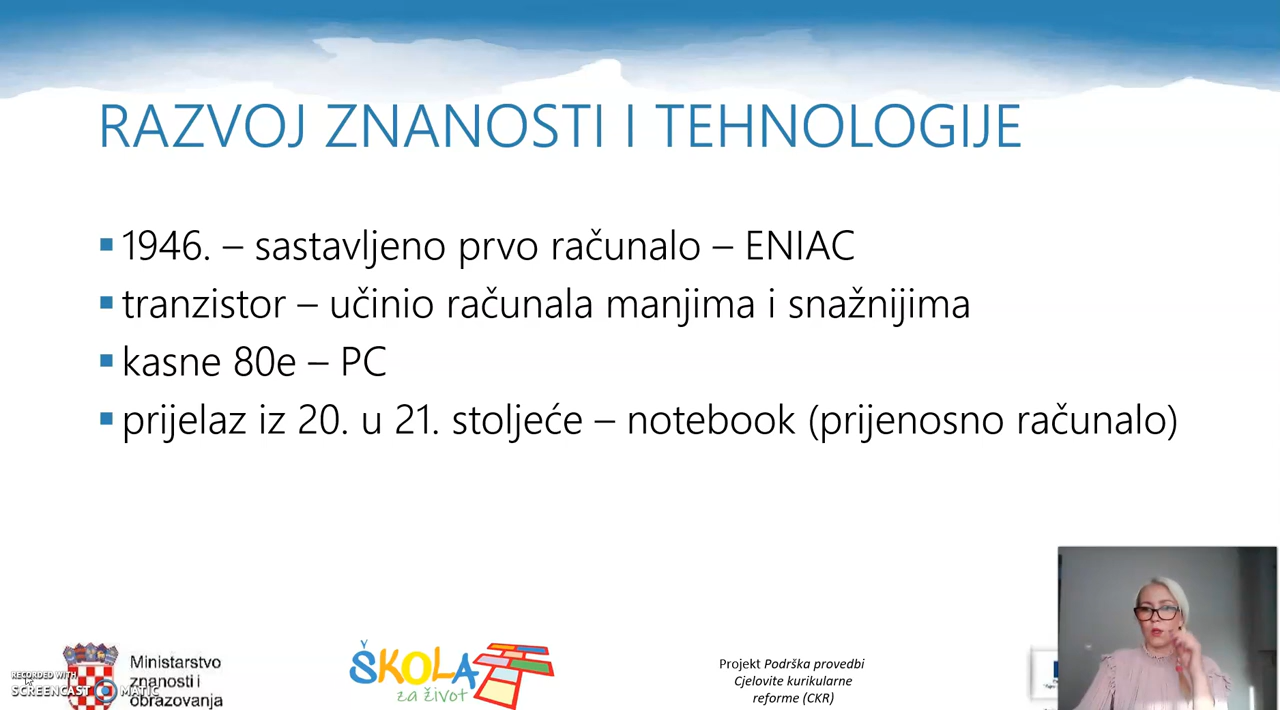 RAZVOJ ZNANOSTI I TEHNOLOGIJE
1946. – sastavljeno prvo računalo – ENIAC
tranzistor – učinio računala manjima i snažnijima
kasne 80e – PC
prijelaz iz 20. u 21. stoljeće – notebook (prijenosno računalo)
Ministarstvo
znanosti i
obrazovanja
RECORDED WITH
SCREENCAST MATIC
ŠKOLA
za život
Projekt Podrška provedbi
Cjelovite kurikularne
reforme (CKR)